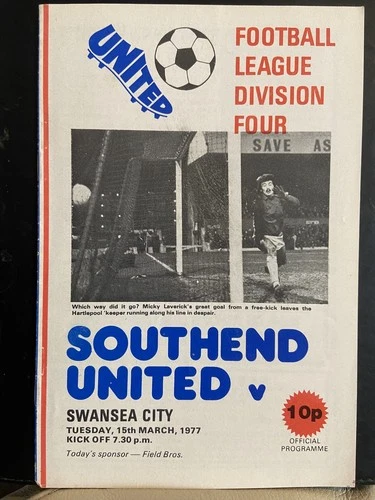 UNITED
FOOTBALL
LEAGUE
DIVISION
FOUR
SAVE AS
Which way did it go? Micky Laverick's great goal from a free-kick leaves the
Hartlepool 'keeper running along his line in despair.
SOUTHEND
UNITED v
SWANSEA CITY
TUESDAY, 15th MARCH, 1977
KICK OFF 7.30 p.m.
Today's sponsor — Field Bros.
10p
OFFICIAL
PROGRAMME